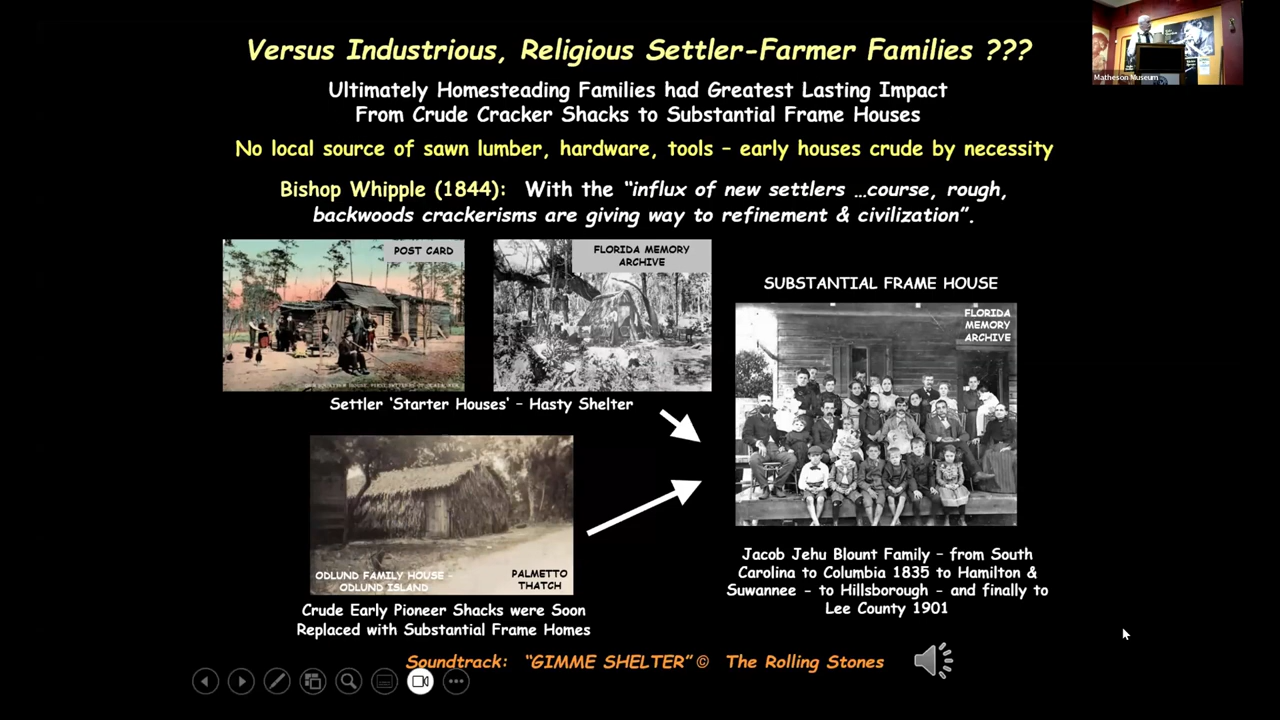 Versus Industrious, Religious Settler-Farmer Families ???
Matheson Museum
Ultimately Homesteading Families had Greatest Lasting Impact
From Crude Cracker Shacks to Substantial Frame Houses
No local source of sawn lumber, hardware, tools – early houses crude by necessity
Bishop Whipple (1844): With the “influx of new settlers …course, rough,
backwoods crackerisms are giving way to refinement & civilization”.
POST CARD
FLORIDA MEMORY
ARCHIVE
SUBSTANTIAL FRAME HOUSE
FLORIDA
MEMORY
ARCHIVE
Settler ‘Starter Houses’ – Hasty Shelter
ODLUND FAMILY HOUSE –
ODLUND ISLAND
PALMETTO
THATCH
Crude Early Pioneer Shacks were Soon
Replaced with Substantial Frame Homes
Jacob Jehu Blount Family – from South
Carolina to Columbia 1835 to Hamilton &
Suwannee – to Hillsborough – and finally to
Lee County 1901
Soundtrack: “GIMME SHELTER”© The Rolling Stones